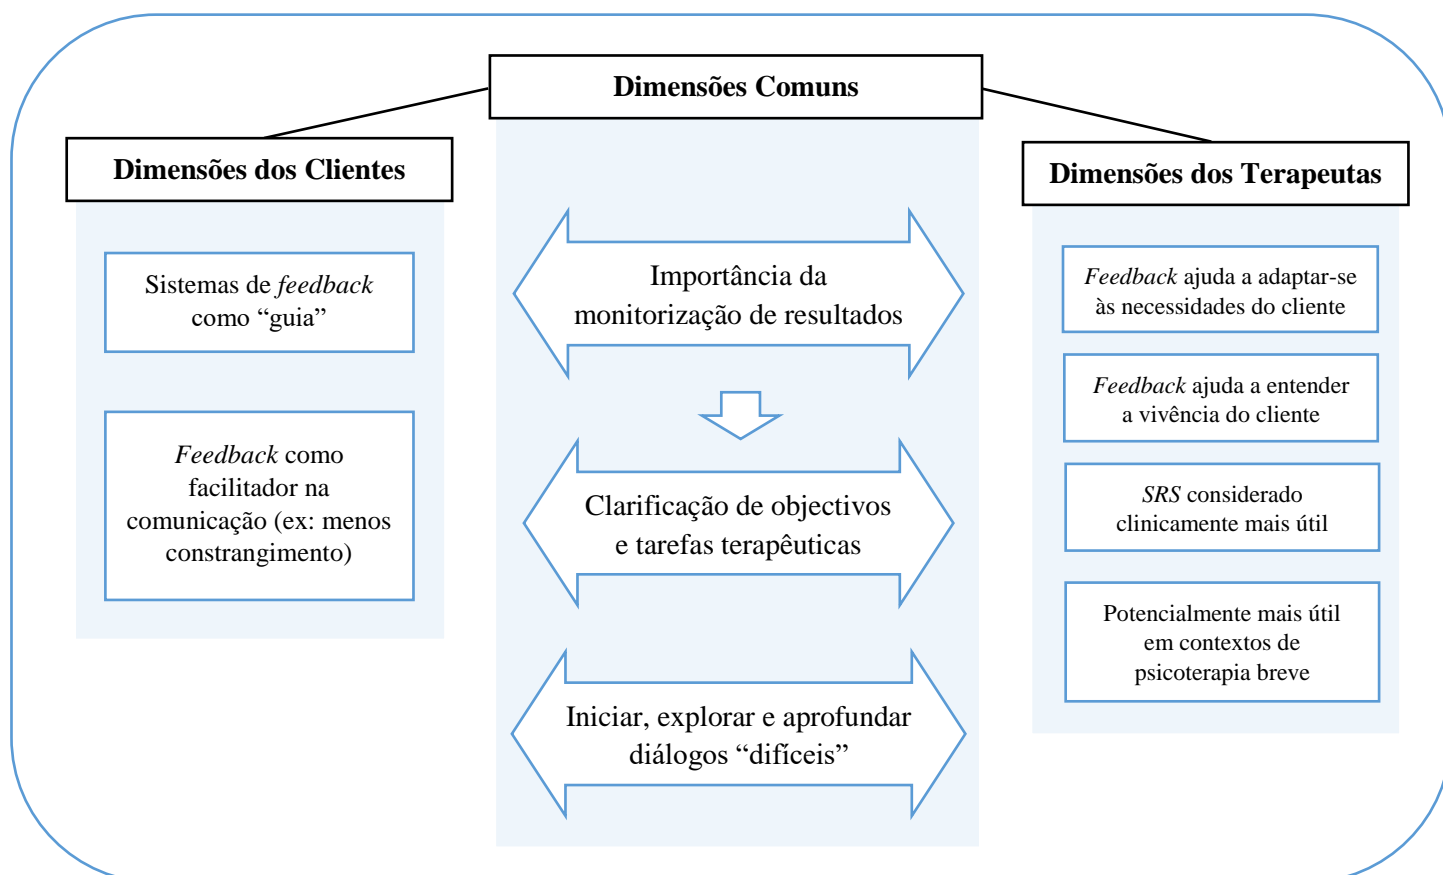 Dimensões Comuns
Dimensões dos Clientes
Sistemas de feedback
como “guia”
Feedback como
facilitador na
comunicação (ex: menos
constrangimento)
Importância da
monitorização de resultados
Clarificação de objectivos
e tarefas terapêuticas
Iniciar, explorar e aprofundar
diálogos “difíceis”
Dimensões dos Terapeutas
Feedback ajuda a adaptar-se
às necessidades do cliente
Feedback ajuda a entender
a vivência do cliente
SRS considerado
clinicamente mais útil
Potencialmente mais útil
em contextos de
psicoterapia breve